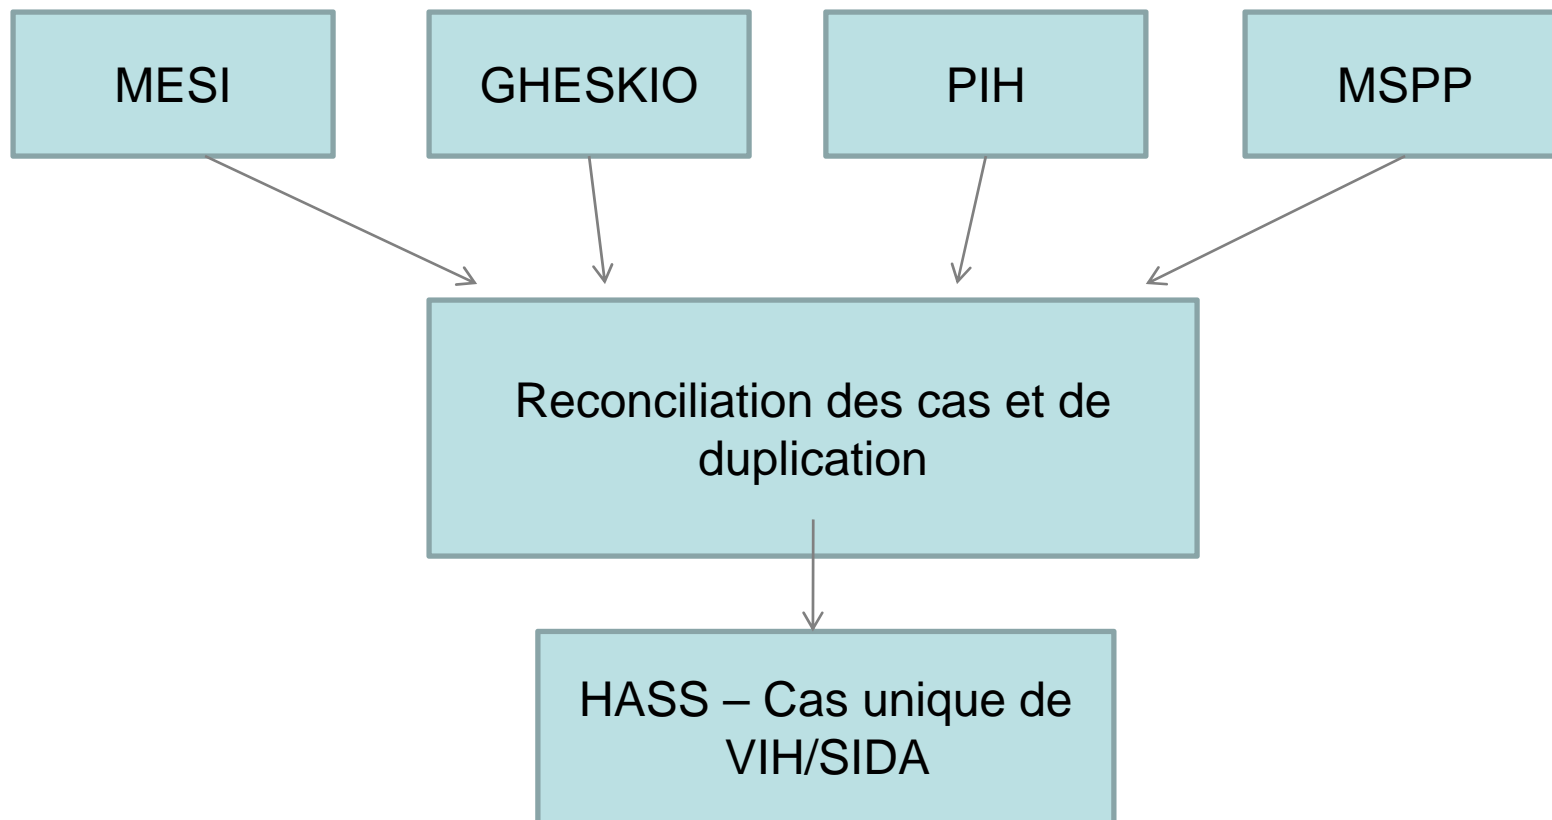 MESI
GHESKIO
PIH
MSPP
Reconciliation des cas et de
duplication
HASS – Cas unique de
VIH/SIDA